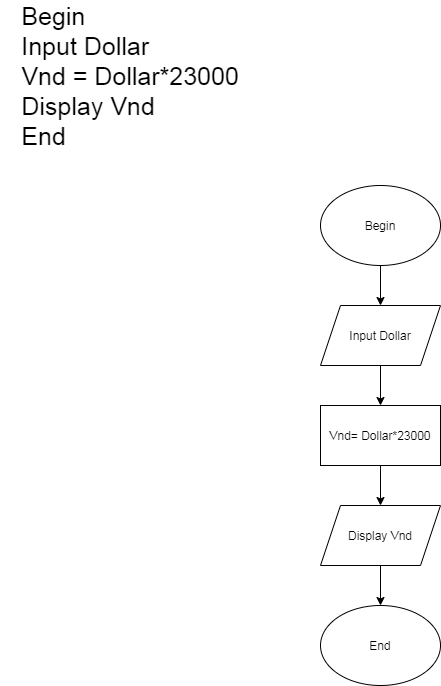 Begin
Input Dollar
Vnd = Dollar*23000
Display Vnd
End
Begin
Input Dollar
Vnd= Dollar*23000
Display Vnd
End